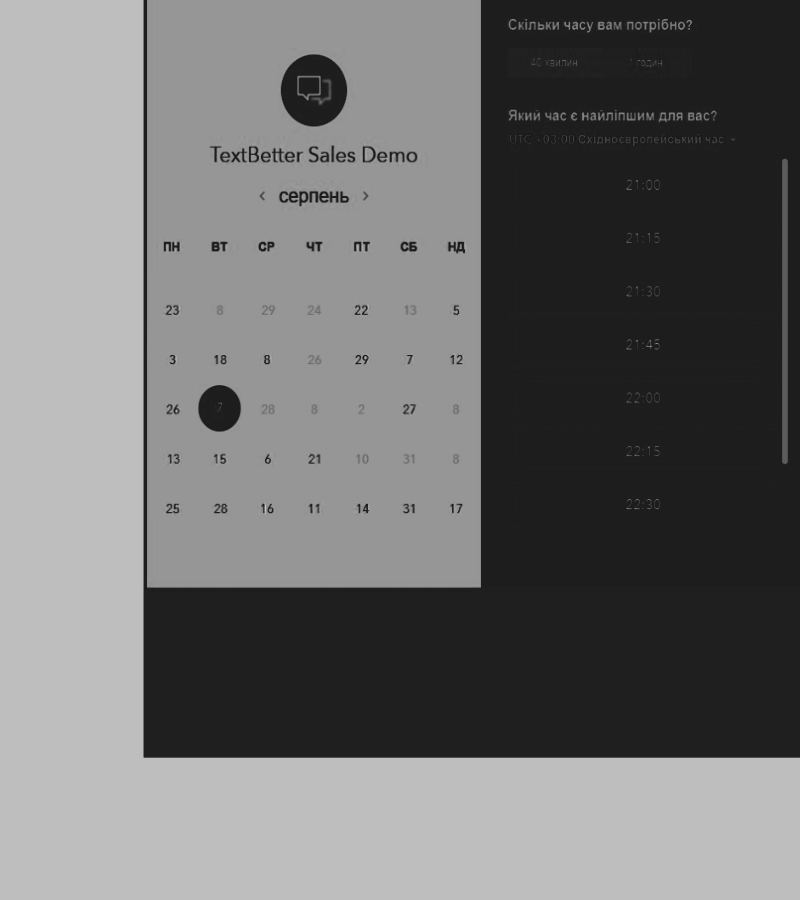 TextBetter Sales Demo
серпень
ПН ВТ СР ЧТ ПТ СБ НД
23 8 29 24 22 13 5
3 18 8 26 29 7 12
26 7 28 8 2 27 8
13 15 6 21 10 31 8
25 28 16 11 14 31 17
Скільки часу вам потрібно?
хвилин годин
Який час є найліпшим для вас?
UTC -03:00 Східноєвропейський час
21:00
21:15
21:30
21:45
22:00
22:15
22:30